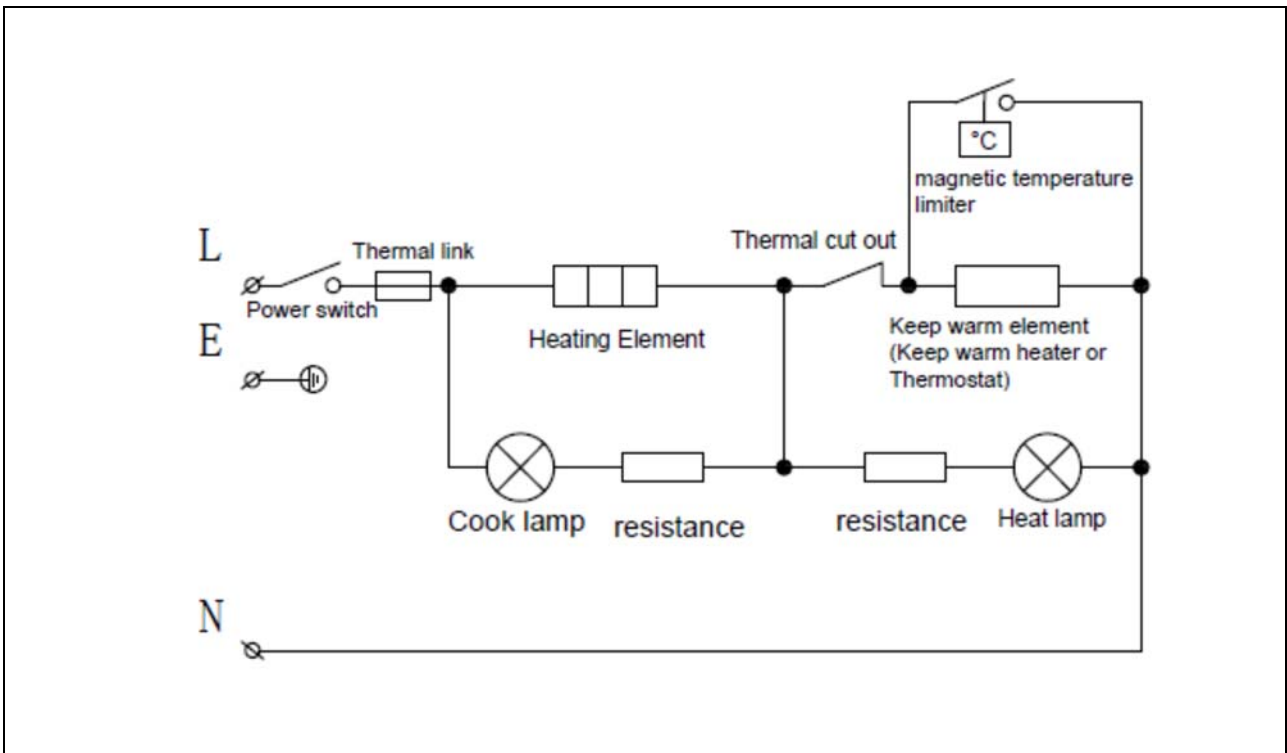 °C
magnetic temperature
limiter
L
Thermal link
Thermal cut out
Power switch
E
Heating Element
Keep warm element
(Keep warm heater or
Thermostat)
Cook lamp
resistance
resistance
Heat lamp
N